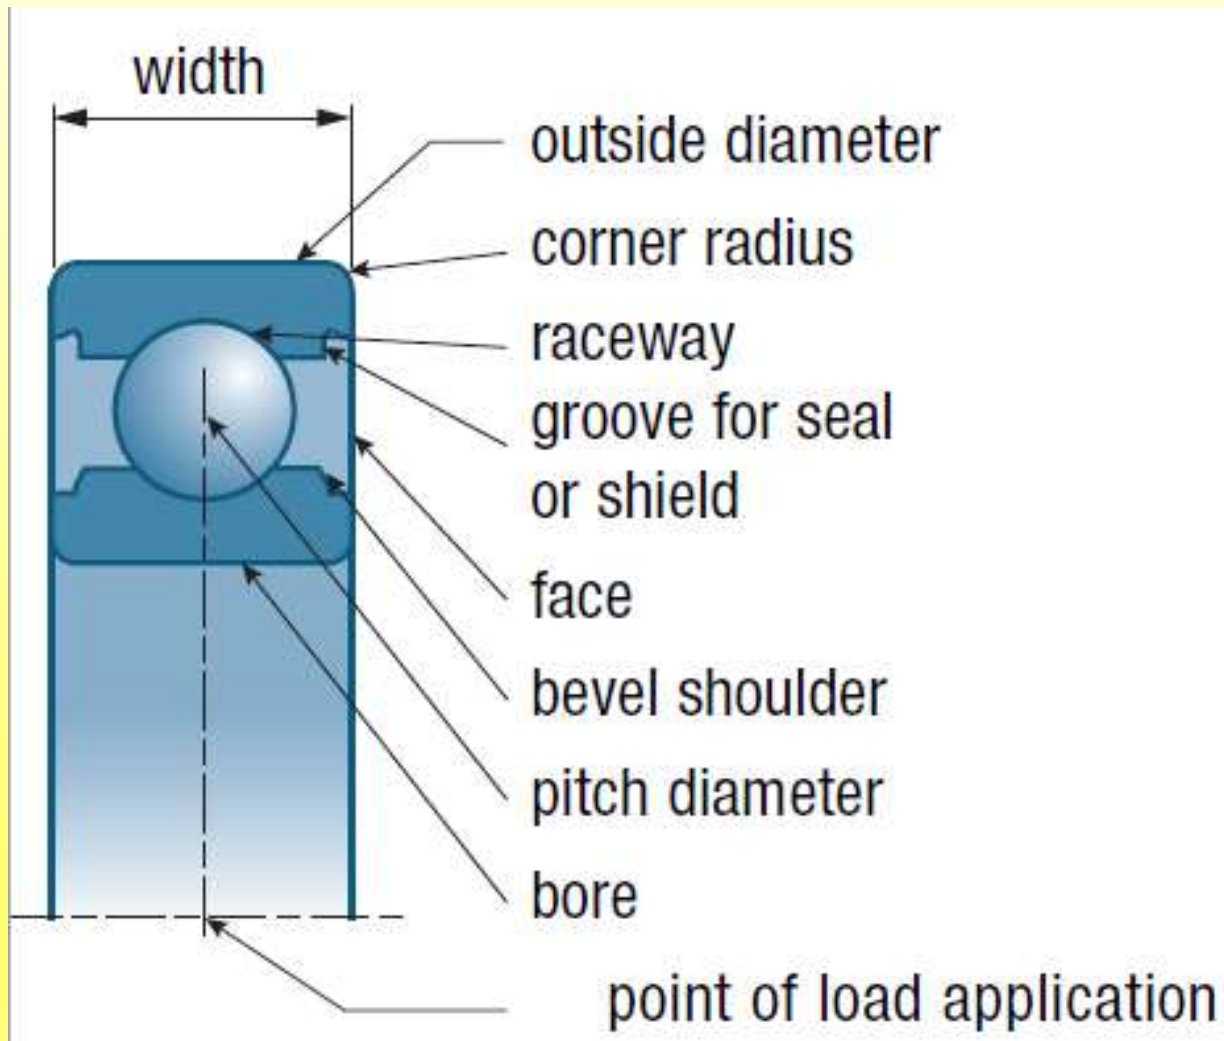 width
outside diameter
corner radius
raceway
groove for seal
or shield
face
bevel shoulder
pitch diameter
bore
point of load application